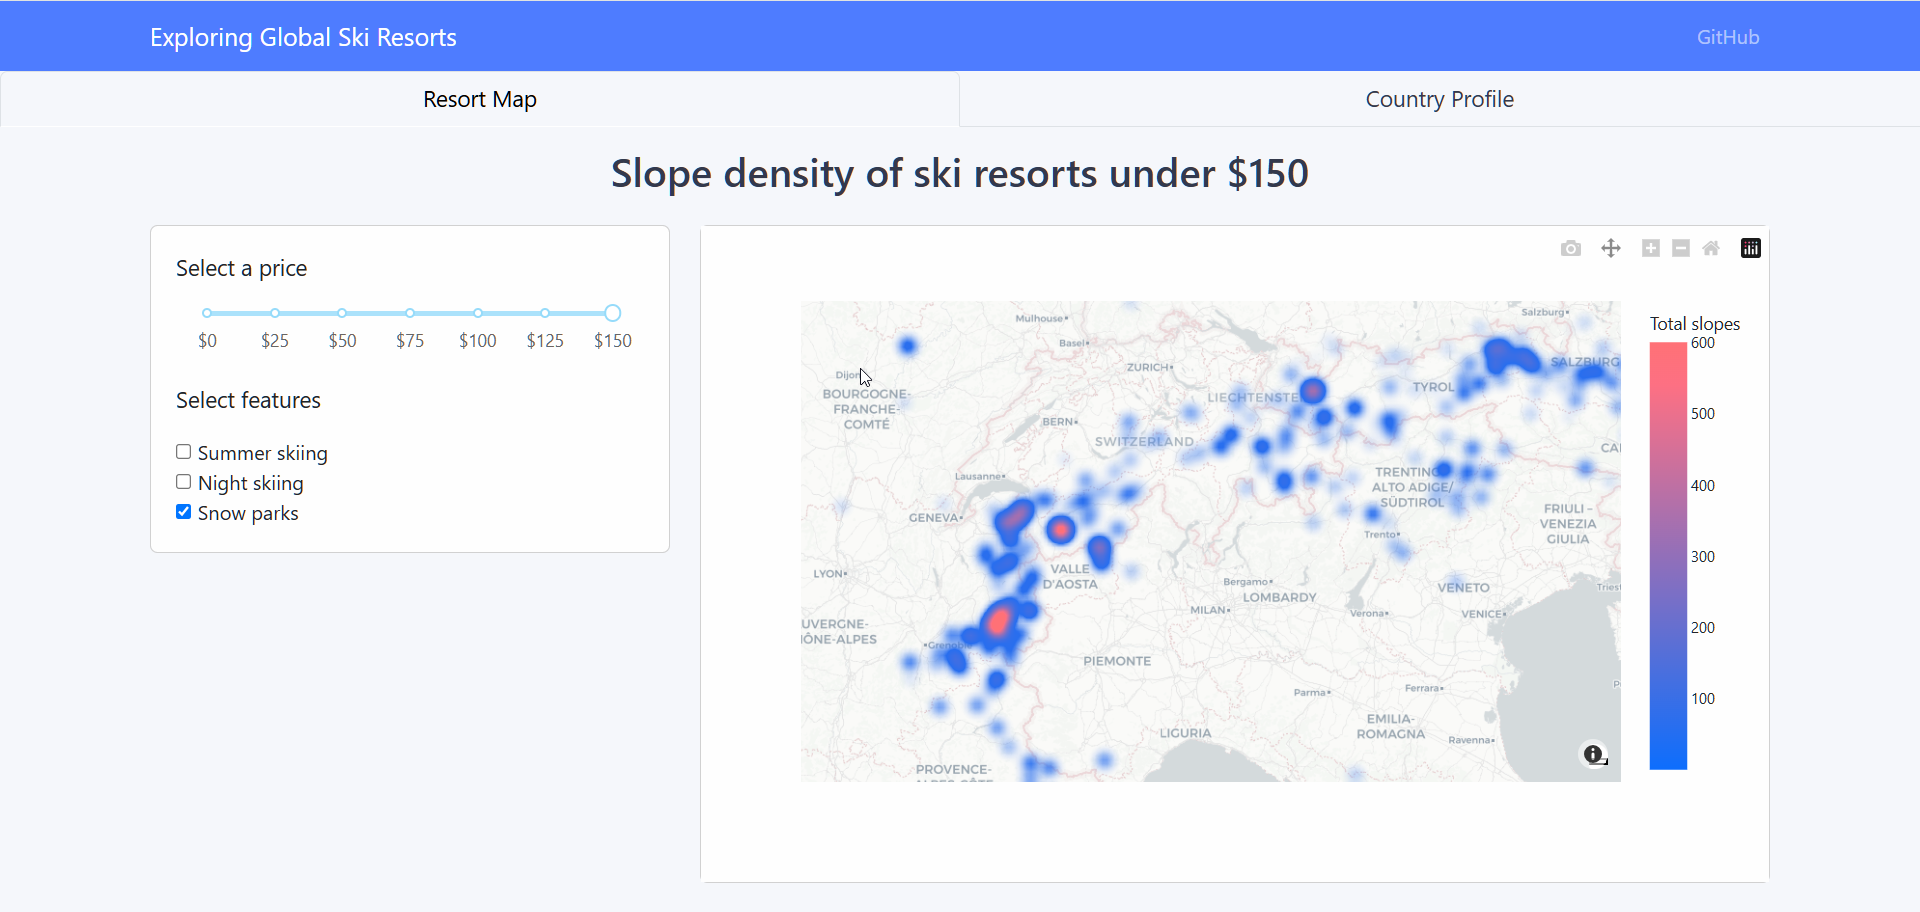 Exploring Global Ski Resorts
GitHub
Resort Map
Country Profile
Slope density of ski resorts under $150
Select a price
$0 $25 $50 $75 $100 $125 $150
Select features
Summer skiing
Night skiing
Snow parks
Total slopes
600
500
400
300
200
100
Mulhouse
Salzburg
Basel
ZURICH
SALZBURG
Dijon
TYROL
BOURGOGNE-
FRANCHE-
COMTÉ
LIECHTENSTE
BERN
SWITZERLAND
CA
Lausanne
TRENTINO
ALTO ADIGE/
SÜDTIROL
GENEVA
FRIULI -
VENEZIA
GIULIA
Trento
LYON
VALLE
D'AOSTA
Bergamo
LOMBARDY
VENETO
Triest
MILAN
Verona
VENICE
UVERGNE-
IÔNE-ALPES
Grenoble
PIEMONTE
Parma
Ferrara
EMILIA-
ROMAGNA
LIGURIA
Ravenna
PROVENCE-